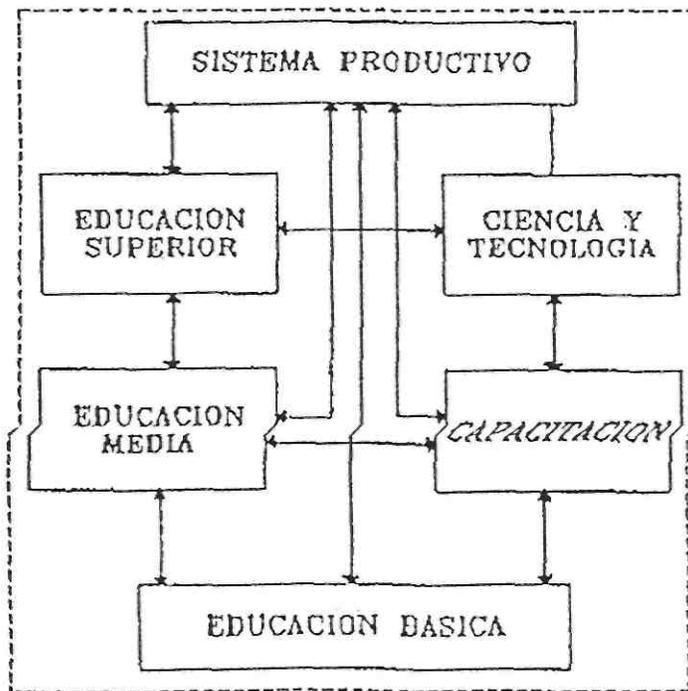 SISTEMA PRODUCTIVO
EDUCACION
SUPERIOR
CIENCIA Y
TECNOLOGIA
EDUCACION
MEDIA
CAPACITACION
EDUCACION BASICA